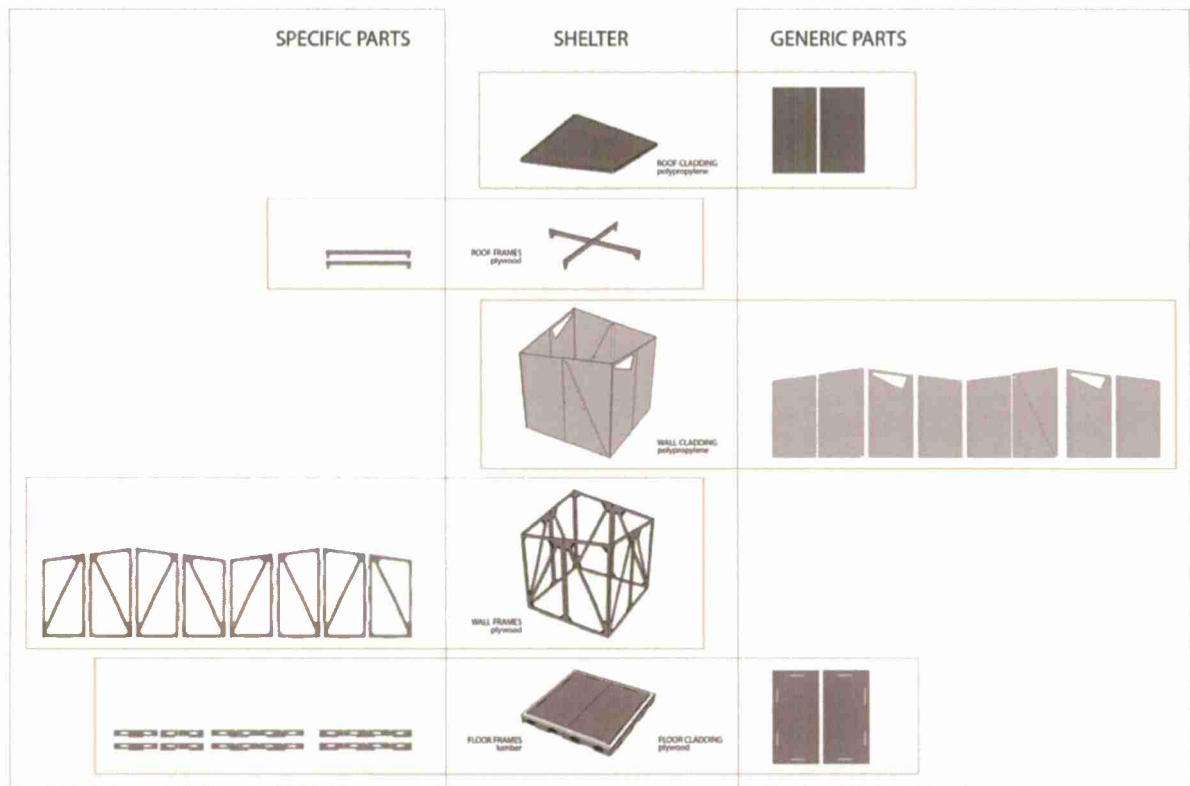 SPECIFIC PARTS
SHELTER
GENERIC PARTS
ROOF CLADDING
polypropylene
ROOF FRAMES
plywood
WALL CLADDING
polypropylene
WALL FRAMES
plywood
FLOOR FRAMES
lumber
FLOOR CLADDING
plywood